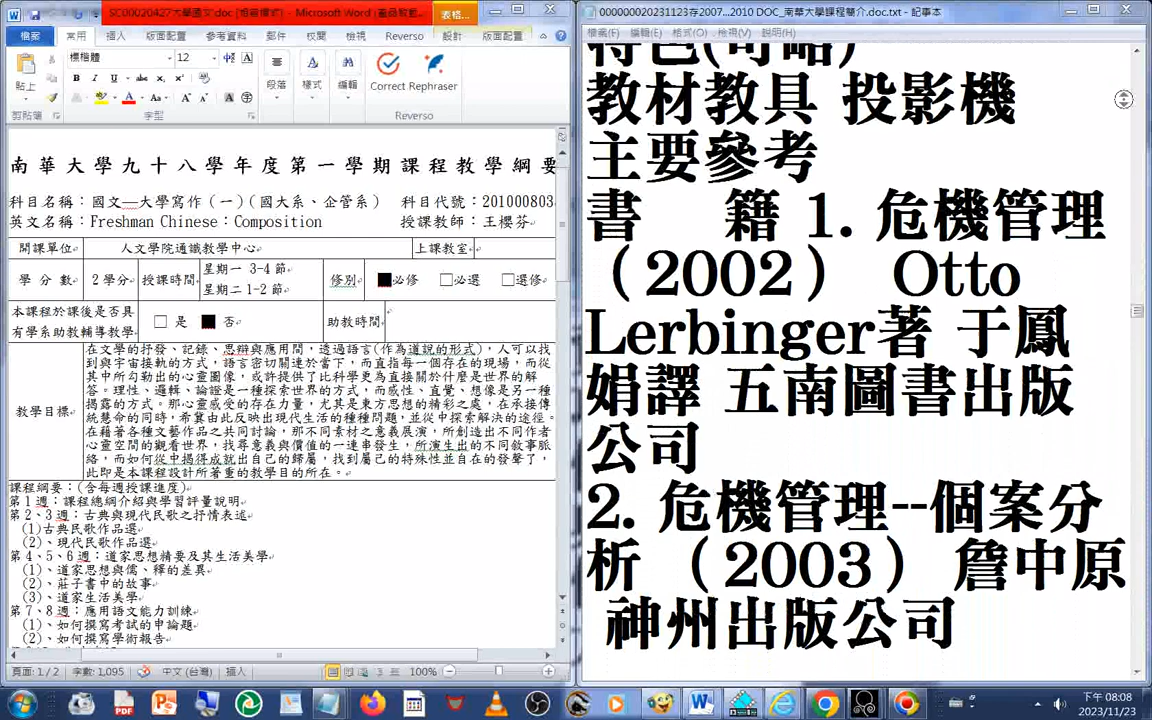 SC00020427大學國文.doc [相容模式] - Microsoft Word (產品啟動...
表格...
檔案 常用 插入 版面配置 參考資料 郵件 校閱 檢視 Reverso 設計 版面配置
標楷體 12
貼上 段落 樣式 編輯 Correct Rephraser
剪貼簿 字型 Reverso
南華大學九十八學年度第一學期課程教學綱要
科目名稱：國文—大學寫作（一）（國大系、企管系） 科目代號：201000803
英文名稱：Freshman Chinese：Composition 授課教師：王櫻芬
開課單位 人文學院通識教學中心 上課教室
學分數 2學分 授課時間 星期一 3-4節 修別 ■必修 □必選 □選修
星期二1-2節
本課程於課後是否具 □ 是 ■ 否 助教時間
有學系助教輔導教學
教學目標
在文學的抒發、記錄、思辯與應用間，透過語言(作為道說的形式)，人可以找
到與宇宙接軌的方式，語言密切關連於當下，而直指每一個存在的現場，而從
其中所勾勒出的心靈圖像，或許提供了比科學更為直接關於什麼是世界的解
答。理性、邏輯、論證是一種探索世界的方式，而感性、直覺、想像是另一種
揭露的方式。那心靈感受的存在力量，尤其是東方思想的精彩之處，在承接傳
統慧命的同時，希冀由此反映出現代生活的種種問題，並從中探索解決的途徑。
在藉著各種文藝作品之共同討論，那不同素材之意義展演，所創造出不同作者
心靈空間的觀看世界，找尋意義與價值的一連串發生，所演生出的不同敘事脈
絡，而如何從中揭得成就出自己的歸屬，找到屬己的特殊性並自在的發聲了，
此即是本課程設計所著重的教學目的所在。
課程綱要：(含每週授課進度)
第1週：課程總綱介紹與學習評量說明
第2、3週：古典與現代民歌之抒情表述
(1)古典民歌作品選
(2)、現代民歌作品選
第4、5、6週：道家思想精要及其生活美學
(1)、道家思想與儒、釋的差異
(2)、莊子書中的故事
(3)、道家生活美學
第7、8週：應用語文能力訓練
(1)、如何撰寫考試的申論題
(2)、如何撰寫學術報告
頁面: 1/2 字數: 1,095 中文 (台灣) 插入 100%
000000020231123存2007...2010 DOC_南華大學課程簡介.doc.txt - 記事本
檔案(F) 編輯(E) 格式(O) 檢視(V) 說明(H)
特色(可略)
教材教具 投影機
主要參考
書 籍 1. 危機管理
（2002） Otto
Lerbinger著 于鳳
娟譯 五南圖書出版
公司
2. 危機管理--個案分
析 （2003） 詹中原
神州出版公司
下午 08:08
2023/11/23